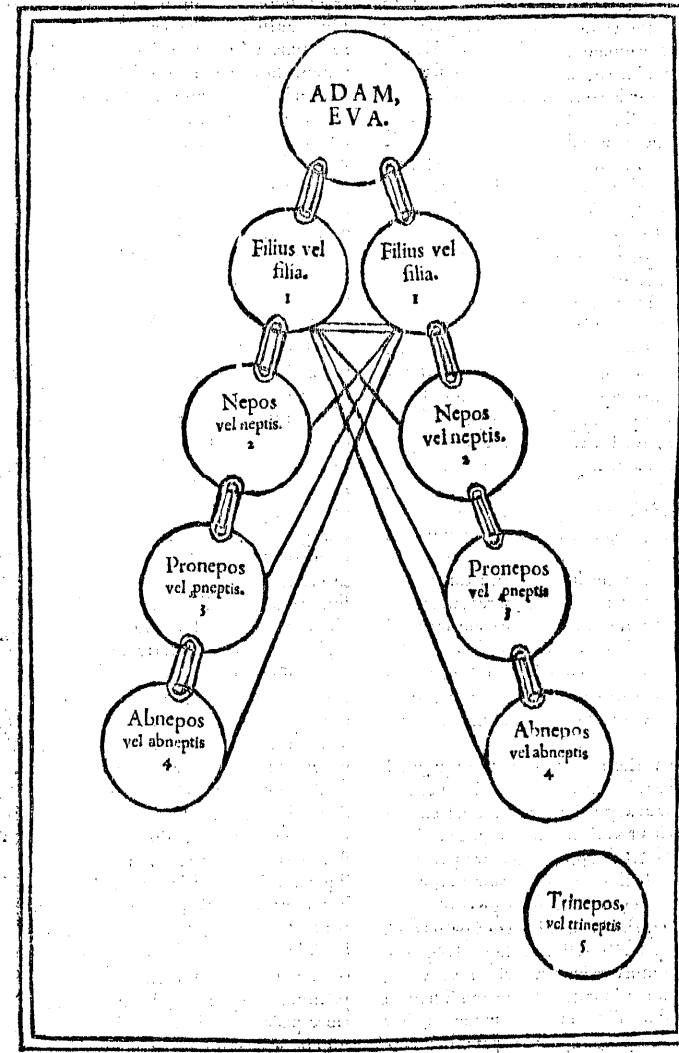 ADAM,
EVA.
Filius vel
filia.
1
Filius vel
filia.
1
Nepos
vel neptis.
2
Nepos
vel neptis.
2
Pronepos
vel ꝓneptis.
3
Pronepos
vel ꝓneptis
3
Abnepos
vel abneptis
4
Abnepos
vel abneptis
4
Trinepos,
vel trineptis
5